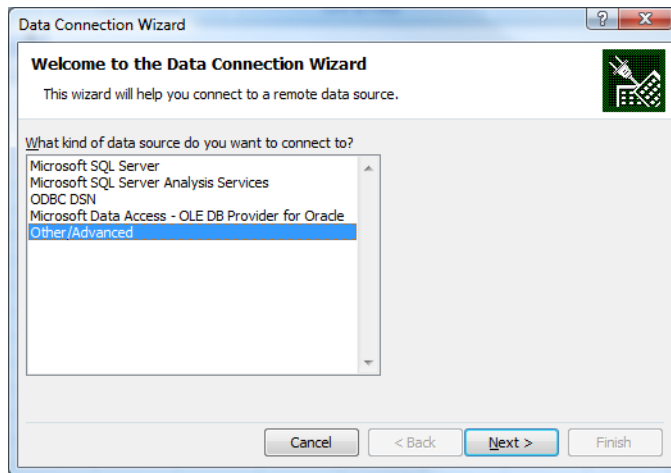 Data Connection Wizard
?
X
Welcome to the Data Connection Wizard
This wizard will help you connect to a remote data source.
What kind of data source do you want to connect to?
Microsoft SQL Server
Microsoft SQL Server Analysis Services
ODBC DSN
Microsoft Data Access - OLE DB Provider for Oracle
Other/Advanced
Cancel
< Back
Next >
Finish